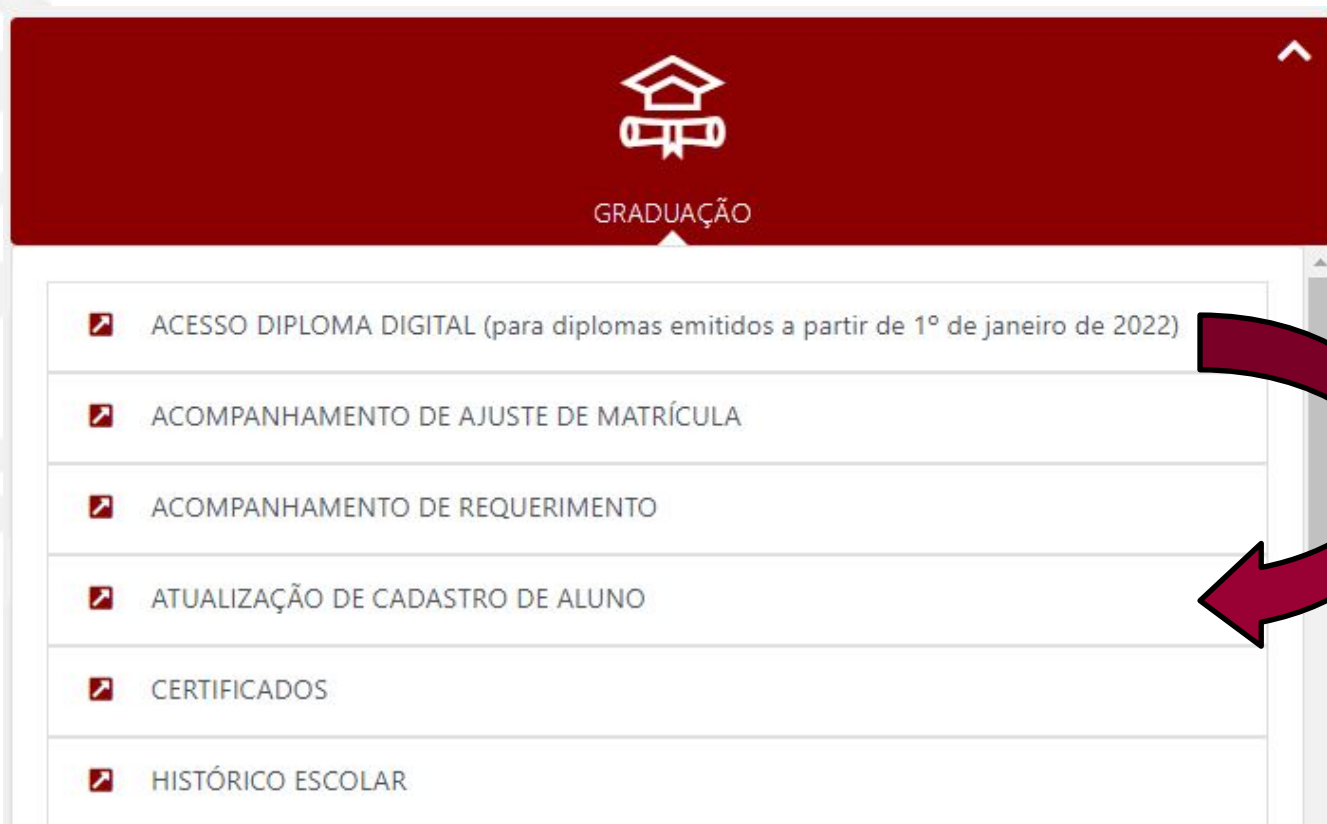 GRADUAÇÃO
ACESSO DIPLOMA DIGITAL (para diplomas emitidos a partir de 1º de janeiro de 2022)
ACOMPANHAMENTO DE AJUSTE DE MATRÍCULA
ACOMPANHAMENTO DE REQUERIMENTO
ATUALIZAÇÃO DE CADASTRO DE ALUNO
CERTIFICADOS
HISTÓRICO ESCOLAR